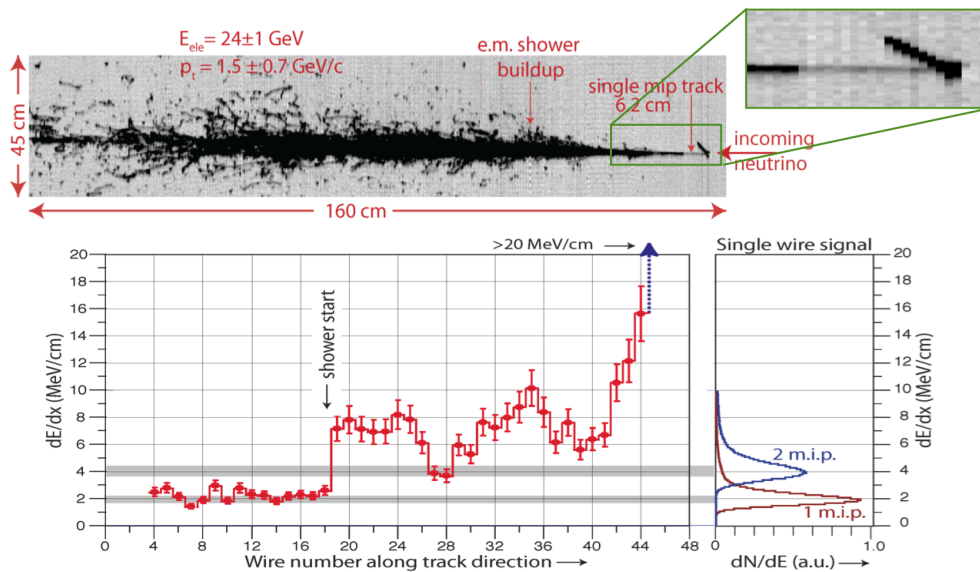 E_ele = 24±1 GeV
p_t = 1.5 ± 0.7 GeV/c
e.m. shower
buildup
single mip track
6.2 cm
incoming
neutrino
45 cm
160 cm
>20 MeV/cm
Single wire signal
20
18
16
14
12
10
8
6
4
2
0
dE/dx (MeV/cm)
shower start
0
4
8
12
16
20
24
28
32
36
40
44
48
Wire number along track direction
2 m.i.p.
1 m.i.p.
0
1.0
dN/dE (a.u.)
20
18
16
14
12
10
8
6
4
2
0
dE/dx (MeV/cm)